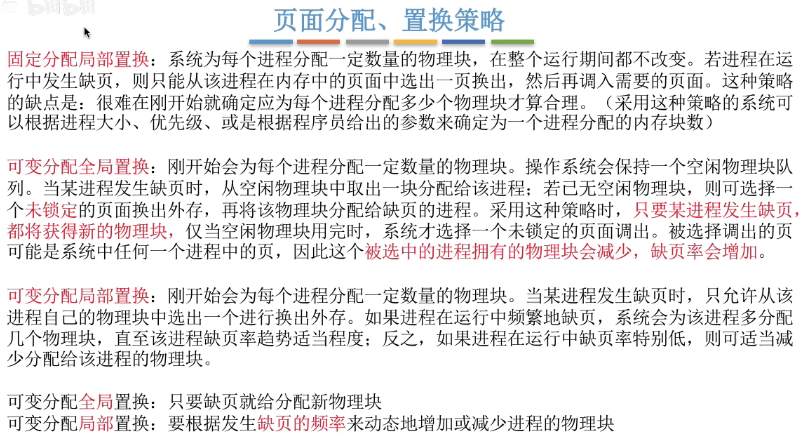 bilibili
页面分配、置换策略
固定分配局部置换：系统为每个进程分配一定数量的物理块，在整个运行期间都不改变。若进程在运
行中发生缺页，则只能从该进程在内存中的页面中选出一页换出，然后再调入需要的页面。这种策略
的缺点是：很难在刚开始就确定应为每个进程分配多少个物理块才算合理。（采用这种策略的系统可
以根据进程大小、优先级、或是根据程序员给出的参数来确定为一个进程分配的内存块数）
可变分配全局置换：刚开始会为每个进程分配一定数量的物理块。操作系统会保持一个空闲物理块队
列。当某进程发生缺页时，从空闲物理块中取出一块分配给该进程；若已无空闲物理块，则可选择一
个未锁定的页面换出外存，再将该物理块分配给缺页的进程。采用这种策略时，只要某进程发生缺页，
都将获得新的物理块，仅当空闲物理块用完时，系统才选择一个未锁定的页面调出。被选择调出的页
可能是系统中任何一个进程中的页，因此这个被选中的进程拥有的物理块会减少，缺页率会增加。
可变分配局部置换：刚开始会为每个进程分配一定数量的物理块。当某进程发生缺页时，只允许从该
进程自己的物理块中选出一个进行换出外存。如果进程在运行中频繁地缺页，系统会为该进程多分配
几个物理块，直至该进程缺页率趋势适当程度；反之，如果进程在运行中缺页率特别低，则可适当减
少分配给该进程的物理块。
可变分配全局置换：只要缺页就给分配新物理块
可变分配局部置换：要根据发生缺页的频率来动态地增加或减少进程的物理块